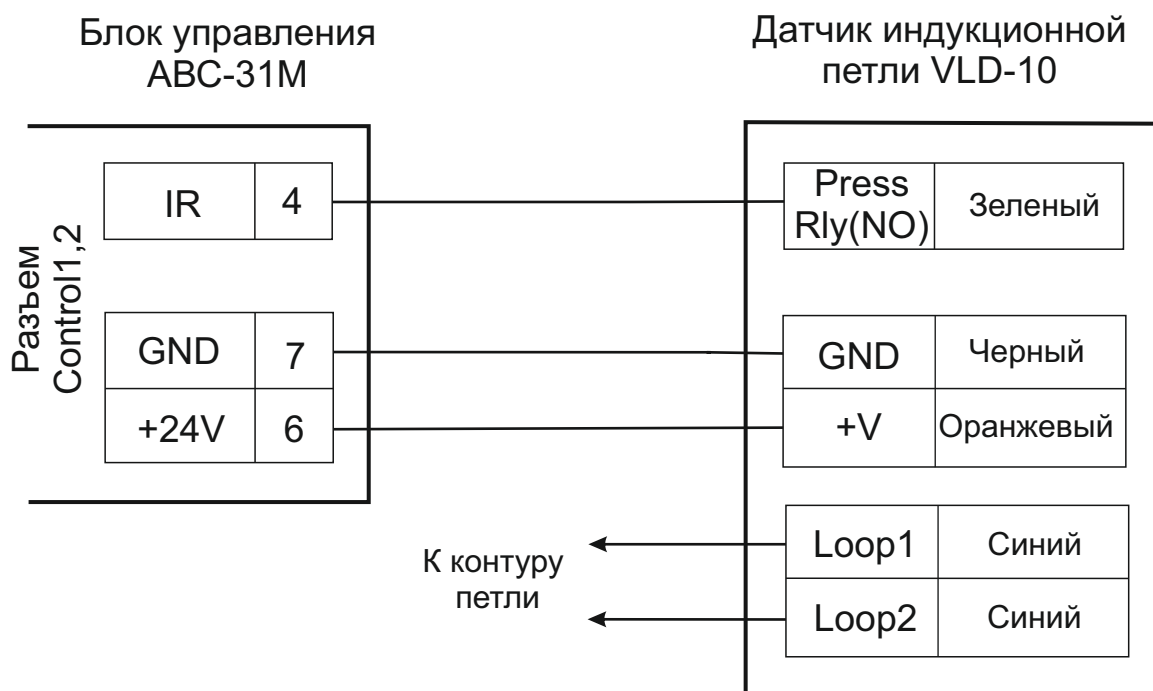 Блок управления
АВС-31М
Датчик индукционной
петли VLD-10
Разъем
Control1,2
IR 4
GND 7
+24V 6
Press
Rly(NO)
Зеленый
GND Черный
+V Оранжевый
Loop1 Синий
Loop2 Синий
К контуру
петли